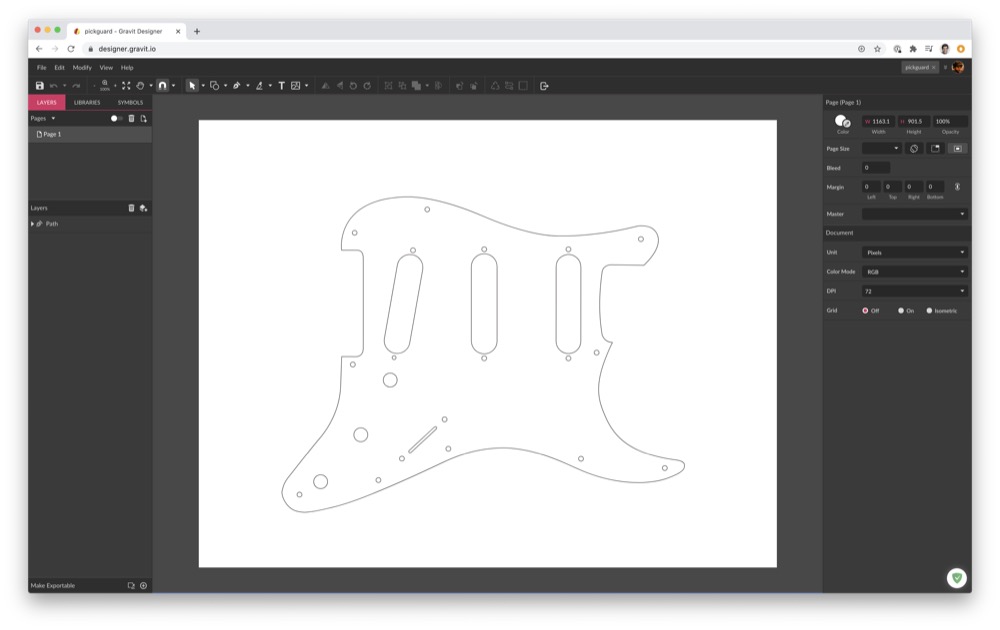 pickguard - Gravit Designer
designer.gravit.io
File Edit Modify View Help
pickguard
LAYERS LIBRARIES SYMBOLS
Pages
Page 1
Layers
Path
Make Exportable
Page (Page 1)
W 1163.1 H 901.5 100%
Color Width Height Opacity
Page Size
Bleed 0
Margin 0 0 0 0
Left Top Right Bottom
Master
Document
Unit Pixels
Color Mode RGB
DPI 72
Grid Off On Isometric